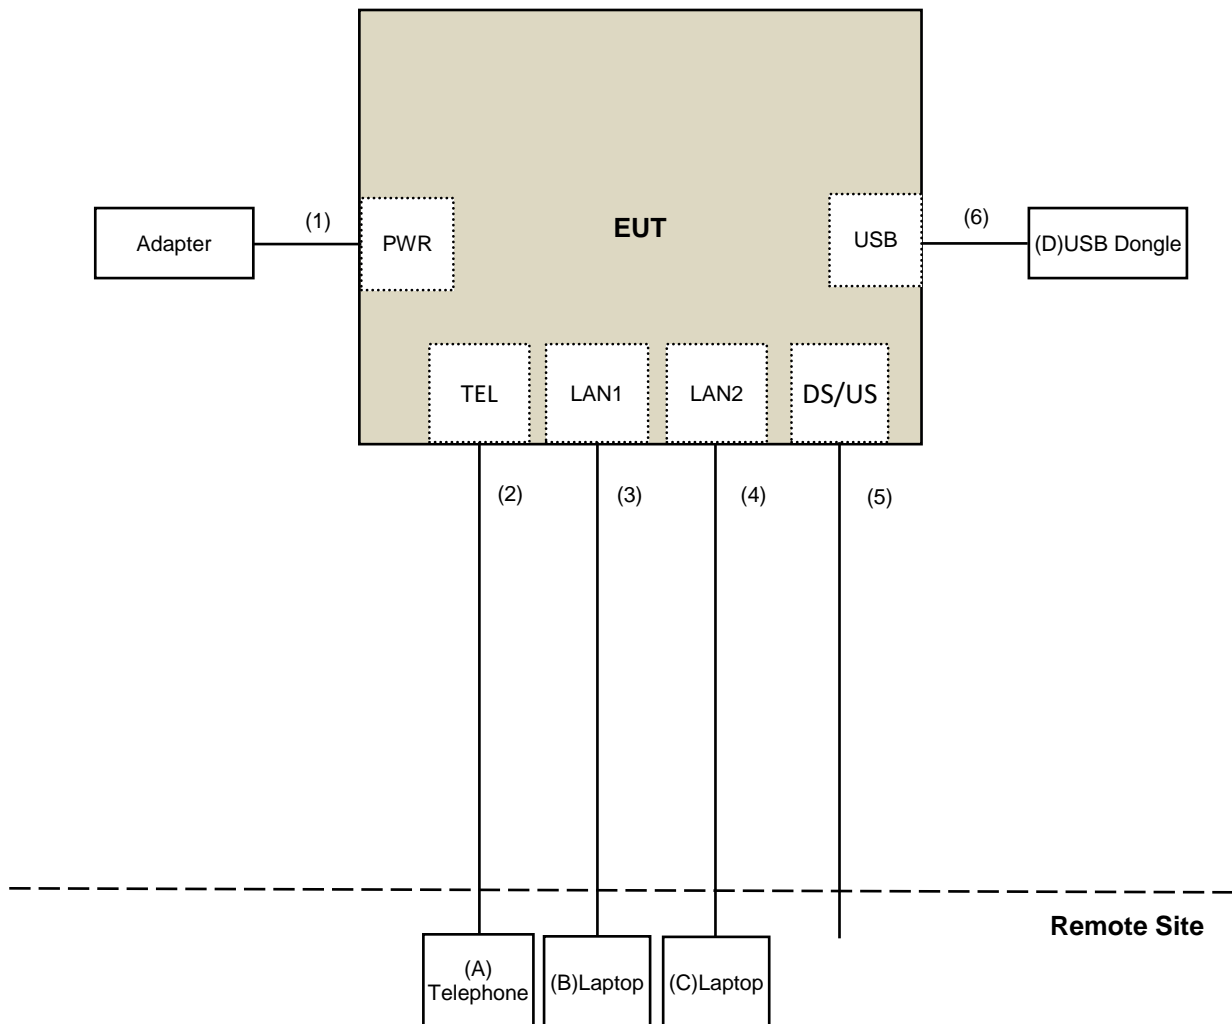 EUT
(1)
(6)
Adapter
PWR
USB
(D)USB Dongle
TEL
LAN1
LAN2
DS/US
(2)
(3)
(4)
(5)
Remote Site
(A)
Telephone
(B)Laptop
(C)Laptop